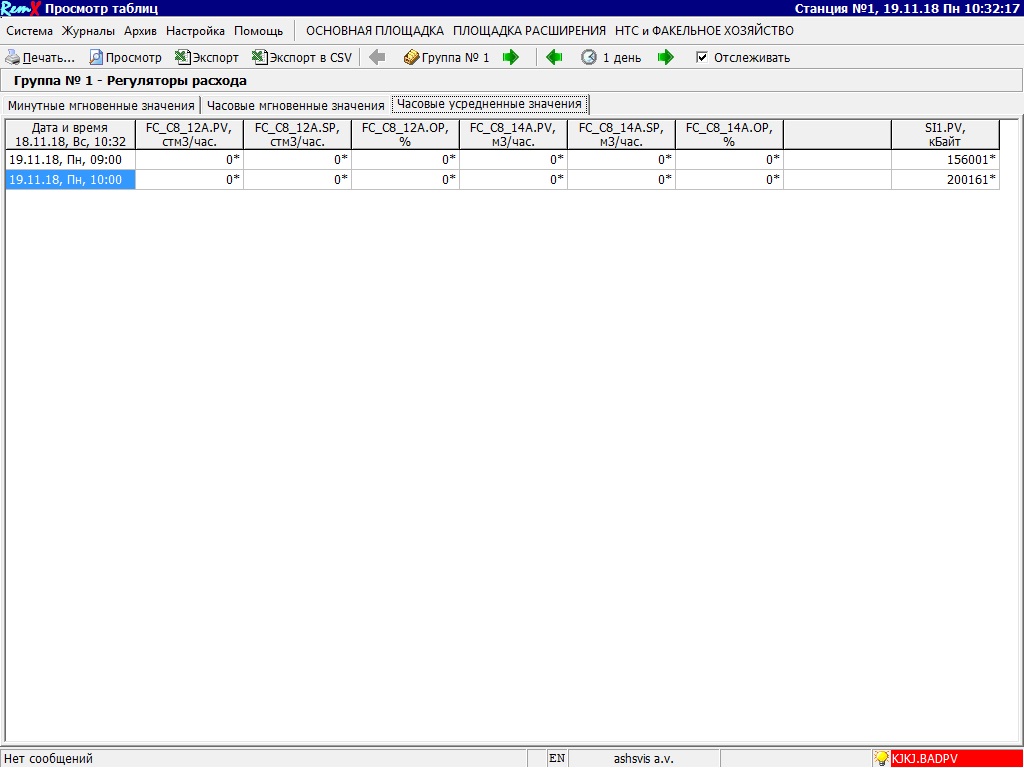 RemX Просмотр таблиц Станция №1, 19.11.18 Пн 10:32:17
Система Журналы Архив Настройка Помощь ОСНОВНАЯ ПЛОЩАДКА ПЛОЩАДКА РАСШИРЕНИЯ НТС и ФАКЕЛЬНОЕ ХОЗЯЙСТВО
Печать... Просмотр Экспорт Экспорт в CSV Группа № 1 1 день Отслеживать
Группа № 1 - Регуляторы расхода
Минутные мгновенные значения Часовые мгновенные значения Часовые усредненные значения
Дата и время FC_C8_12A.PV, FC_C8_12A.SP, FC_C8_12A.OP, FC_C8_14A.PV, FC_C8_14A.SP, FC_C8_14A.OP, SI1.PV,
18.11.18, Вс, 10:32 стм3/час. стм3/час. % м3/час. м3/час. % кБайт
19.11.18, Пн, 09:00 0* 0* 0* 0* 0* 0* 156001*
19.11.18, Пн, 10:00 0* 0* 0* 0* 0* 0* 200161*
Нет сообщений EN ashsvis a.v. KJKJ.BADPV